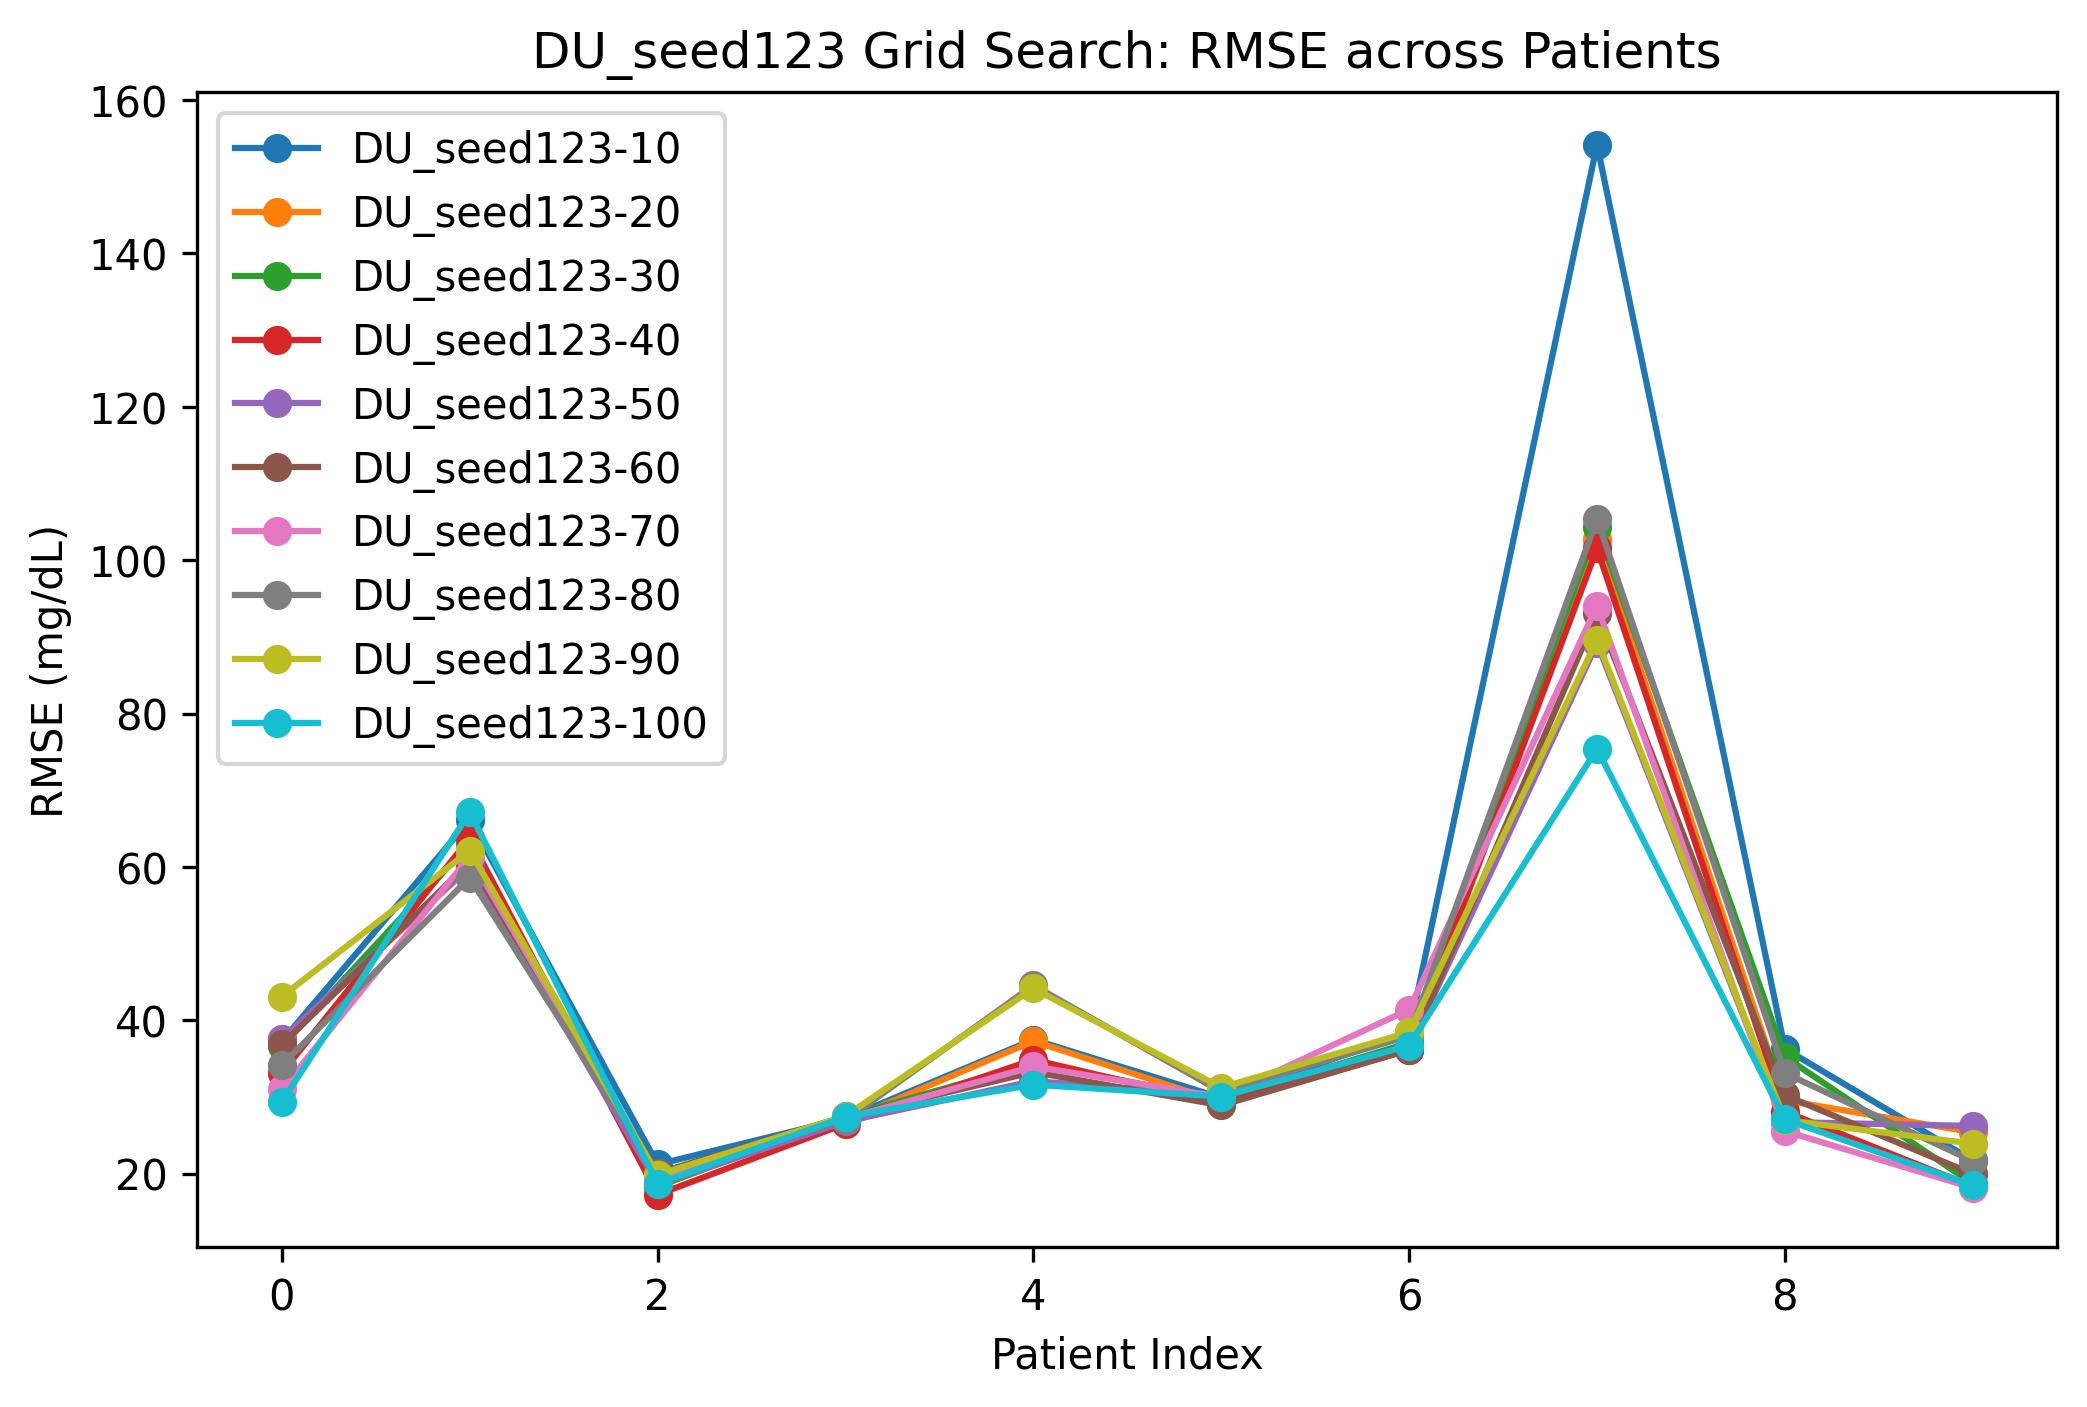 DU_seed123 Grid Search: RMSE across Patients
160
140
120
100
80
60
40
20
RMSE (mg/dL)
DU_seed123-10
DU_seed123-20
DU_seed123-30
DU_seed123-40
DU_seed123-50
DU_seed123-60
DU_seed123-70
DU_seed123-80
DU_seed123-90
DU_seed123-100
0 2 4 6 8
Patient Index